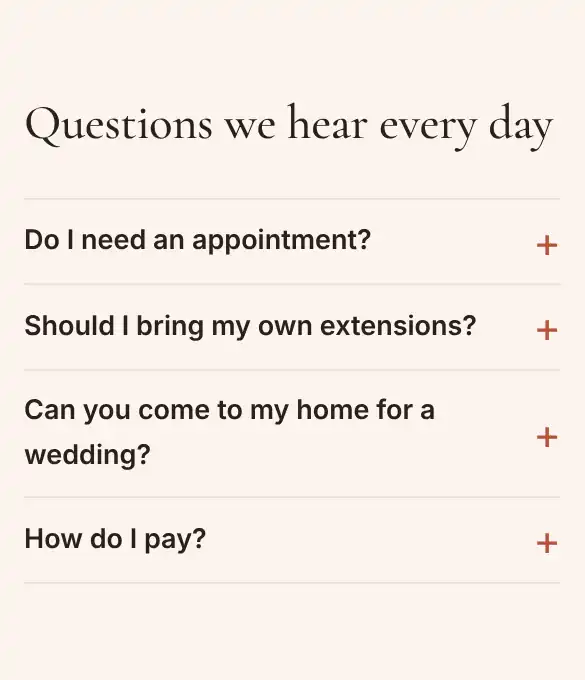 Questions we hear every day
Do I need an appointment?
+
Should I bring my own extensions?
+
Can you come to my home for a
wedding?
+
How do I pay?
+